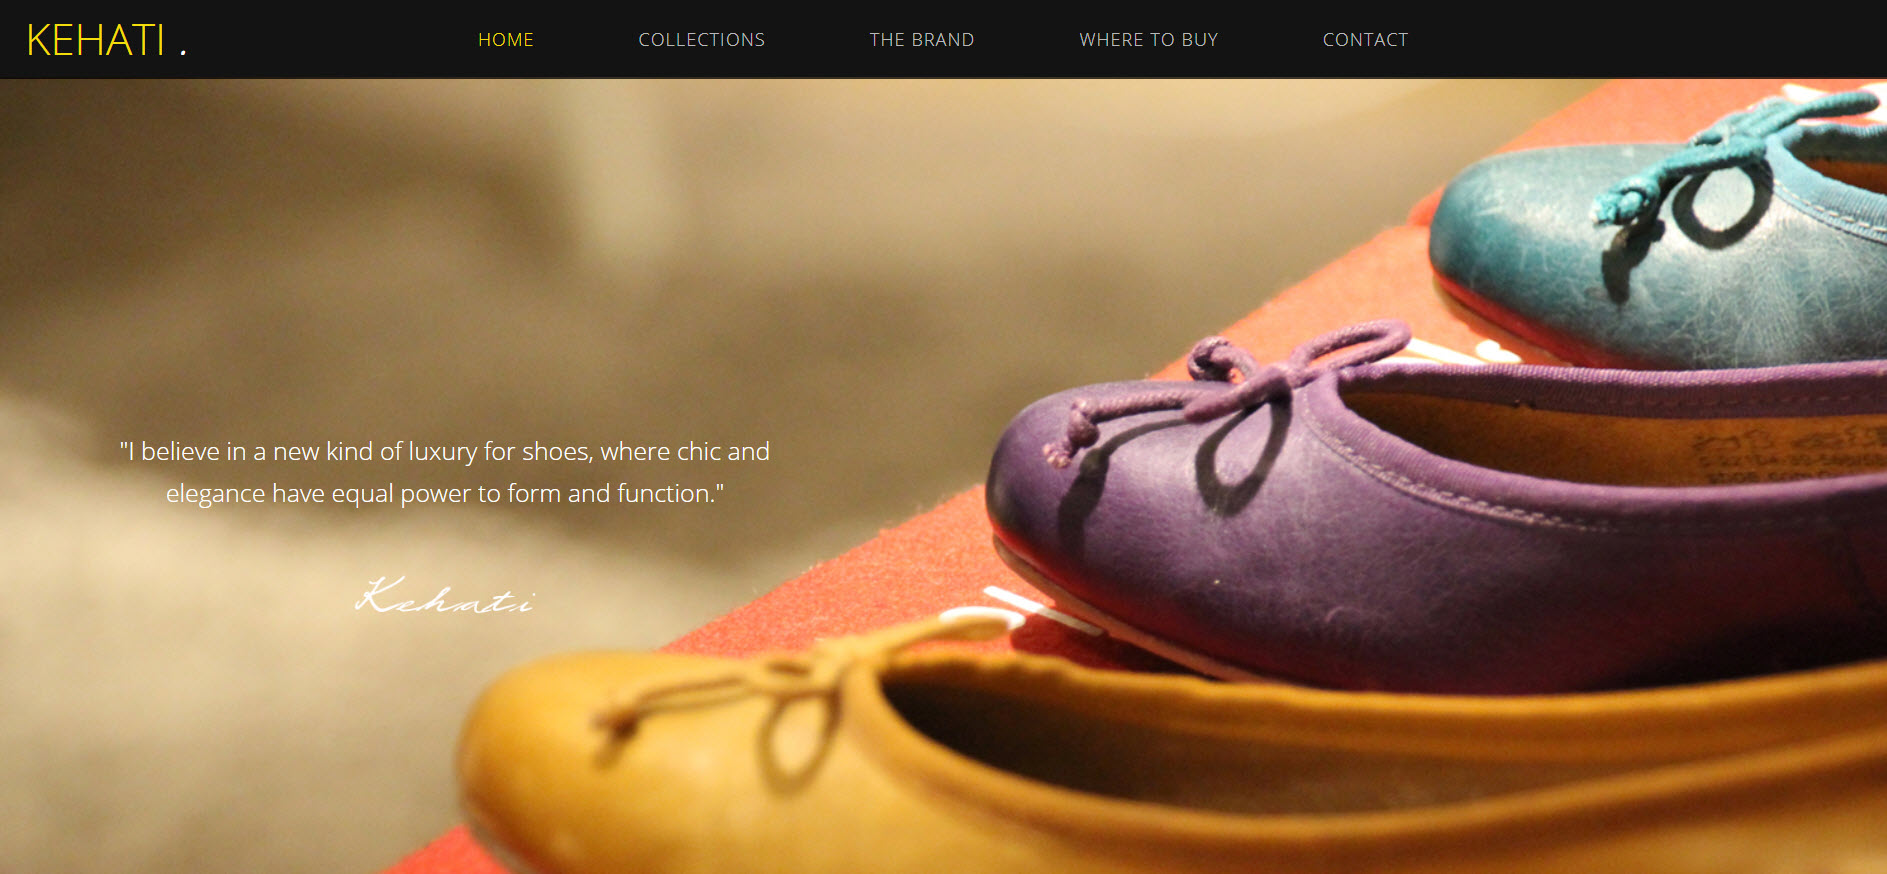 KEHATI .
HOME COLLECTIONS THE BRAND WHERE TO BUY CONTACT
"I believe in a new kind of luxury for shoes, where chic and
elegance have equal power to form and function."
Kehati